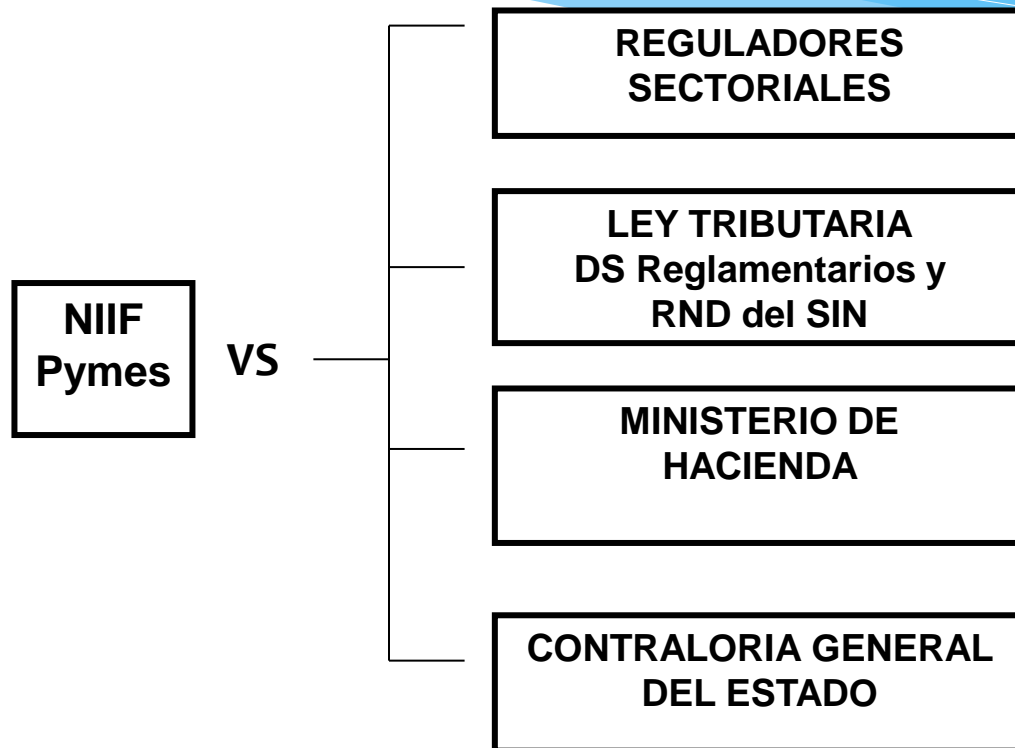 NIIF
Pymes
VS
REGULADORES
SECTORIALES
LEY TRIBUTARIA
DS Reglamentarios y
RND del SIN
MINISTERIO DE
HACIENDA
CONTRALORIA GENERAL
DEL ESTADO